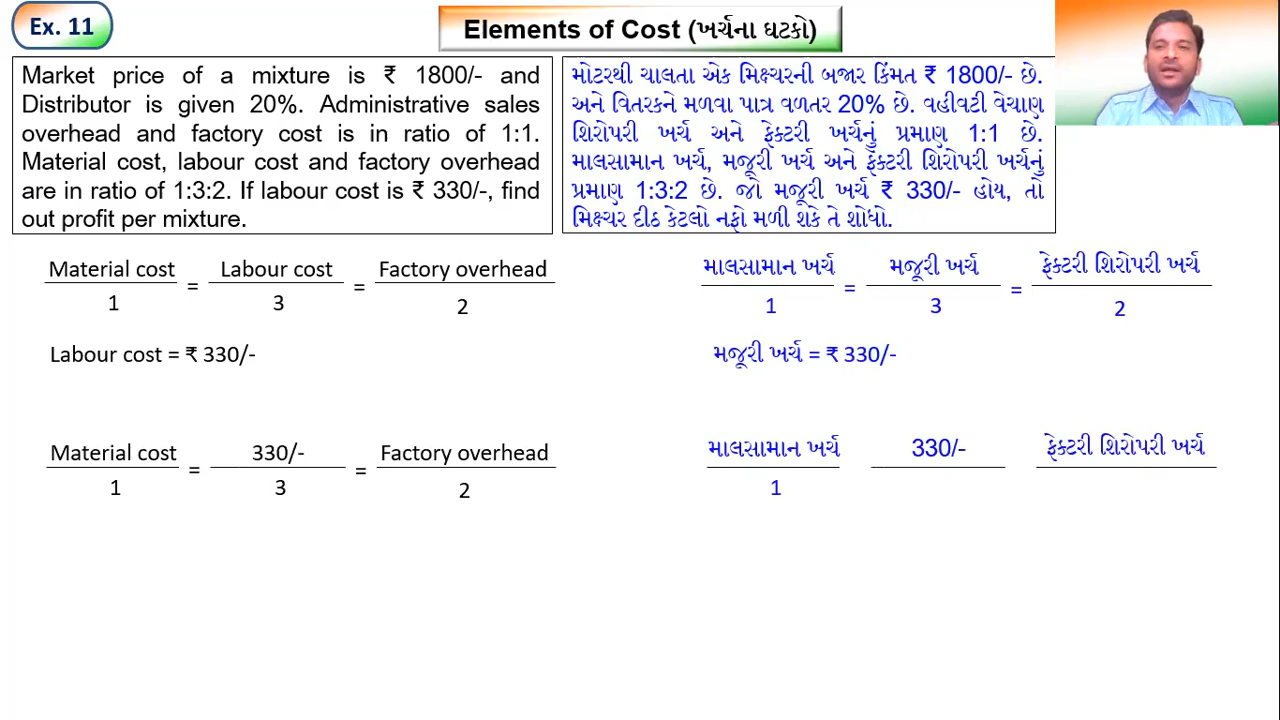 Ex. 11
Elements of Cost (ખર્ચના ઘટકો)
Market price of a mixture is ₹ 1800/- and
Distributor is given 20%. Administrative sales
overhead and factory cost is in ratio of 1:1.
Material cost, labour cost and factory overhead
are in ratio of 1:3:2. If labour cost is ₹ 330/-, find
out profit per mixture.
મોટરથી ચાલતા એક મિક્ષ્ચરની બજાર કિંમત ₹ 1800/- છે.
અને વિતરકને મળવા પાત્ર વળતર 20% છે. વહીવટી વેચાણ
શિરોપરી ખર્ચ અને ફેક્ટરી ખર્ચનું પ્રમાણ 1:1 છે.
માલસામાન ખર્ચ, મજૂરી ખર્ચ અને ફૅક્ટરી શિરોપરી ખર્ચનું
પ્રમાણ 1:3:2 છે. જો મજૂરી ખર્ચ ₹ 330/- હોય, તો
મિક્ષ્ચર દીઠ કેટલો નફો મળી શકે તે શોધો.
Material cost = Labour cost = Factory overhead
1 3 2
માલસામાન ખર્ચ = મજૂરી ખર્ચ = ફેક્ટરી શિરોપરી ખર્ચ
1 3 2
Labour cost = ₹ 330/-
મજૂરી ખર્ચ = ₹ 330/-
Material cost = 330/- = Factory overhead
1 3 2
માલસામાન ખર્ચ 330/- ફેક્ટરી શિરોપરી ખર્ચ
1